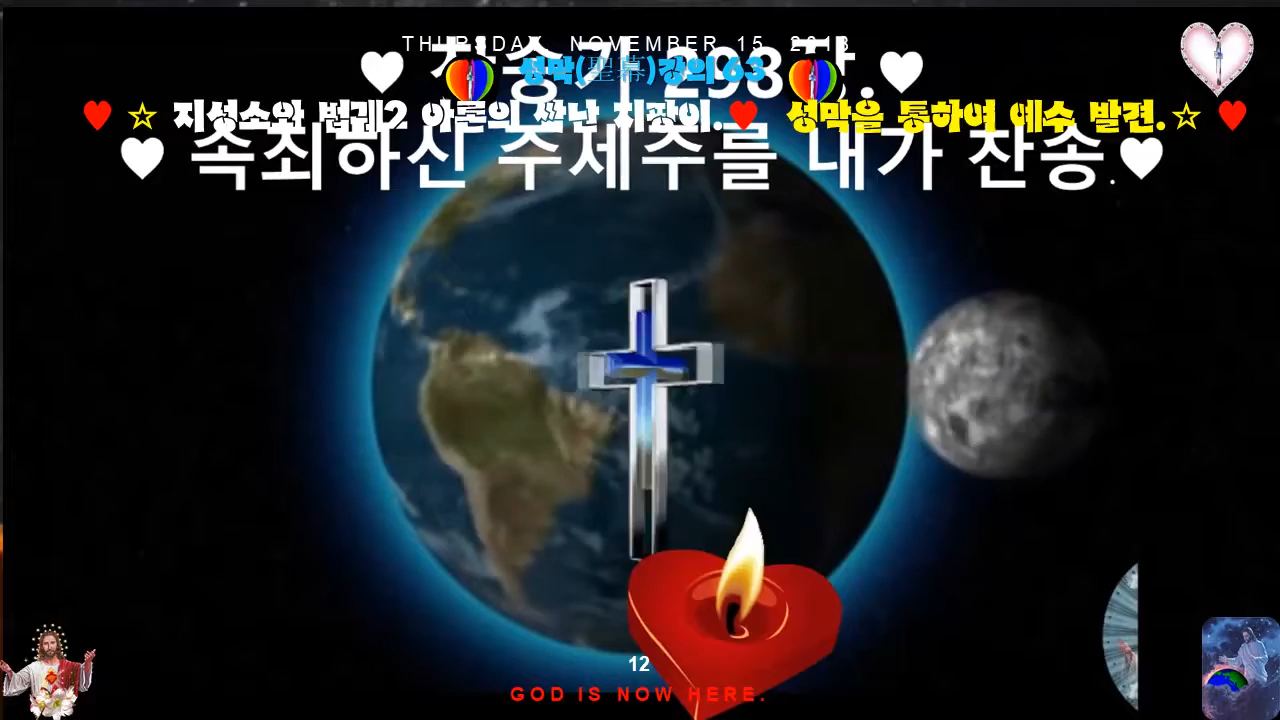 THURSDAY, NOVEMBER 15, 2018
찬송가 298장.
성막(聖幕)강의 63
지성소와 법궤2 아론의 싹난 지팡이. 성막을 통하여 예수 발견.
속죄하신 주세주를 내가 찬송.
12
GOD IS NOW HERE.